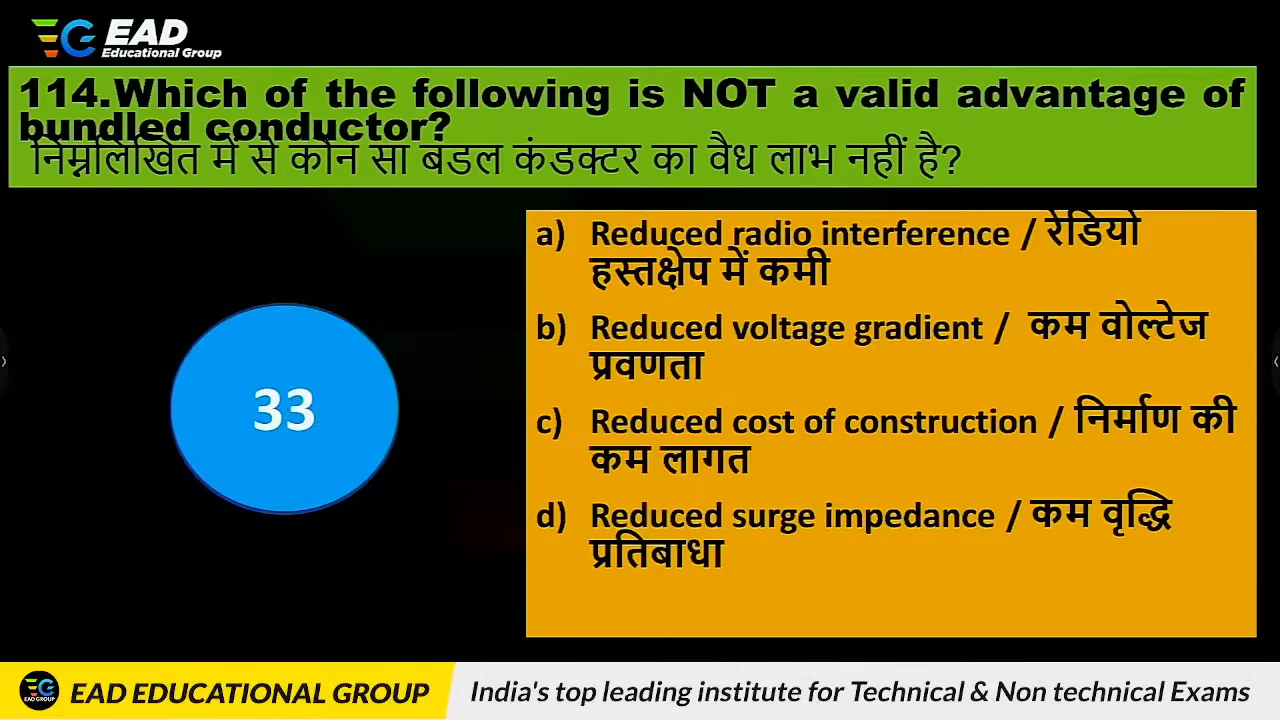 EAD
Educational Group
114.Which of the following is NOT a valid advantage of
bundled conductor?
निम्नलिखित में से कौन सा बंडल कंडक्टर का वैध लाभ नहीं है?
33
a) Reduced radio interference / रेडियो
हस्तक्षेप में कमी
b) Reduced voltage gradient / कम वोल्टेज
प्रवणता
c) Reduced cost of construction / निर्माण की
कम लागत
d) Reduced surge impedance / कम वृद्धि
प्रतिबाधा
EAD GROUP
EAD EDUCATIONAL GROUP
India's top leading institute for Technical & Non technical Exams